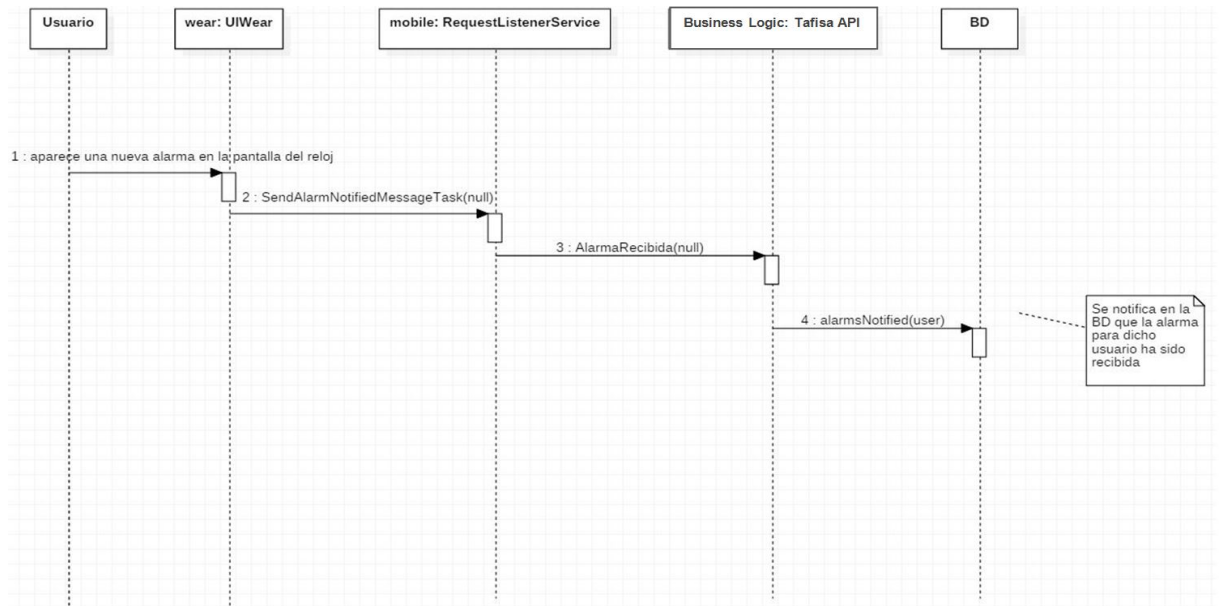 Usuario
wear: UIWear
mobile: RequestListenerService
Business Logic: Tafisa API
BD
1 : aparece una nueva alarma en la pantalla del reloj
2 : SendAlarmNotifiedMessageTask(null)
3 : AlarmaRecibida(null)
4 : alarmsNotified(user)
Se notifica en la
BD que la alarma
para dicho
usuario ha sido
recibida